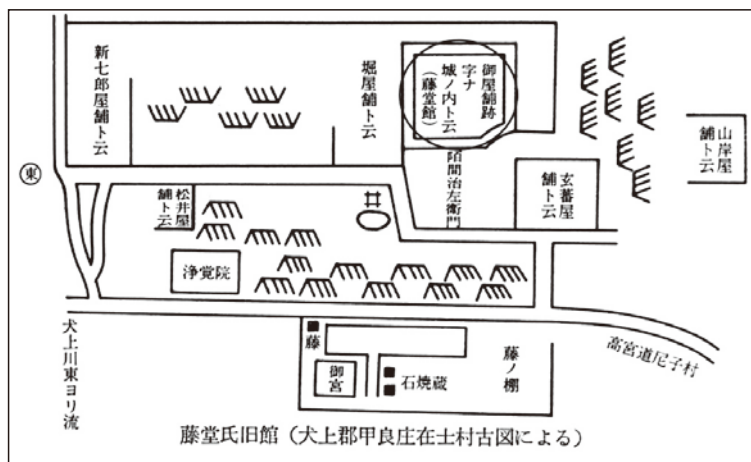 新七郎屋舗ト云
堀屋舗ト云
御屋舗跡
字ナ
城ノ内ト云
(藤堂館)
山岸屋
舗ト云
東
松井屋
舗ト云
陌間治左衛門
玄蕃屋
舗ト云
浄覚院
犬上川東ヨリ流
藤
御宮
石焼蔵
藤ノ棚
高宮道尼子村
藤堂氏旧館(犬上郡甲良庄在士村古図による)